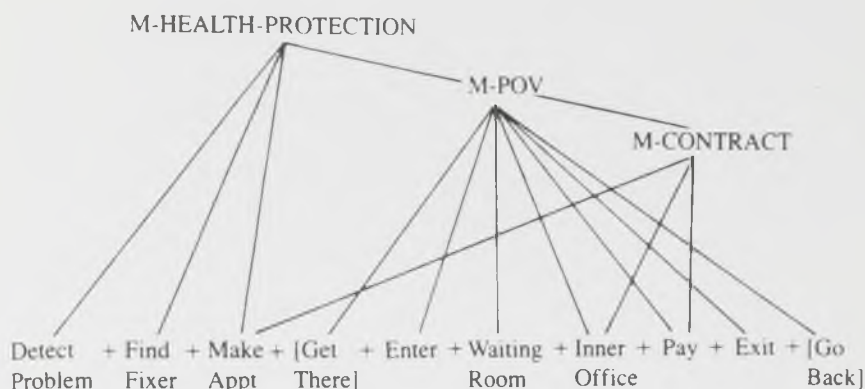 M-HEALTH-PROTECTION
M-POV
M-CONTRACT
Detect + Find + Make + [Get + Enter + Waiting + Inner + Pay + Exit + [Go
Problem Fixer Appt There] Room Office Back]